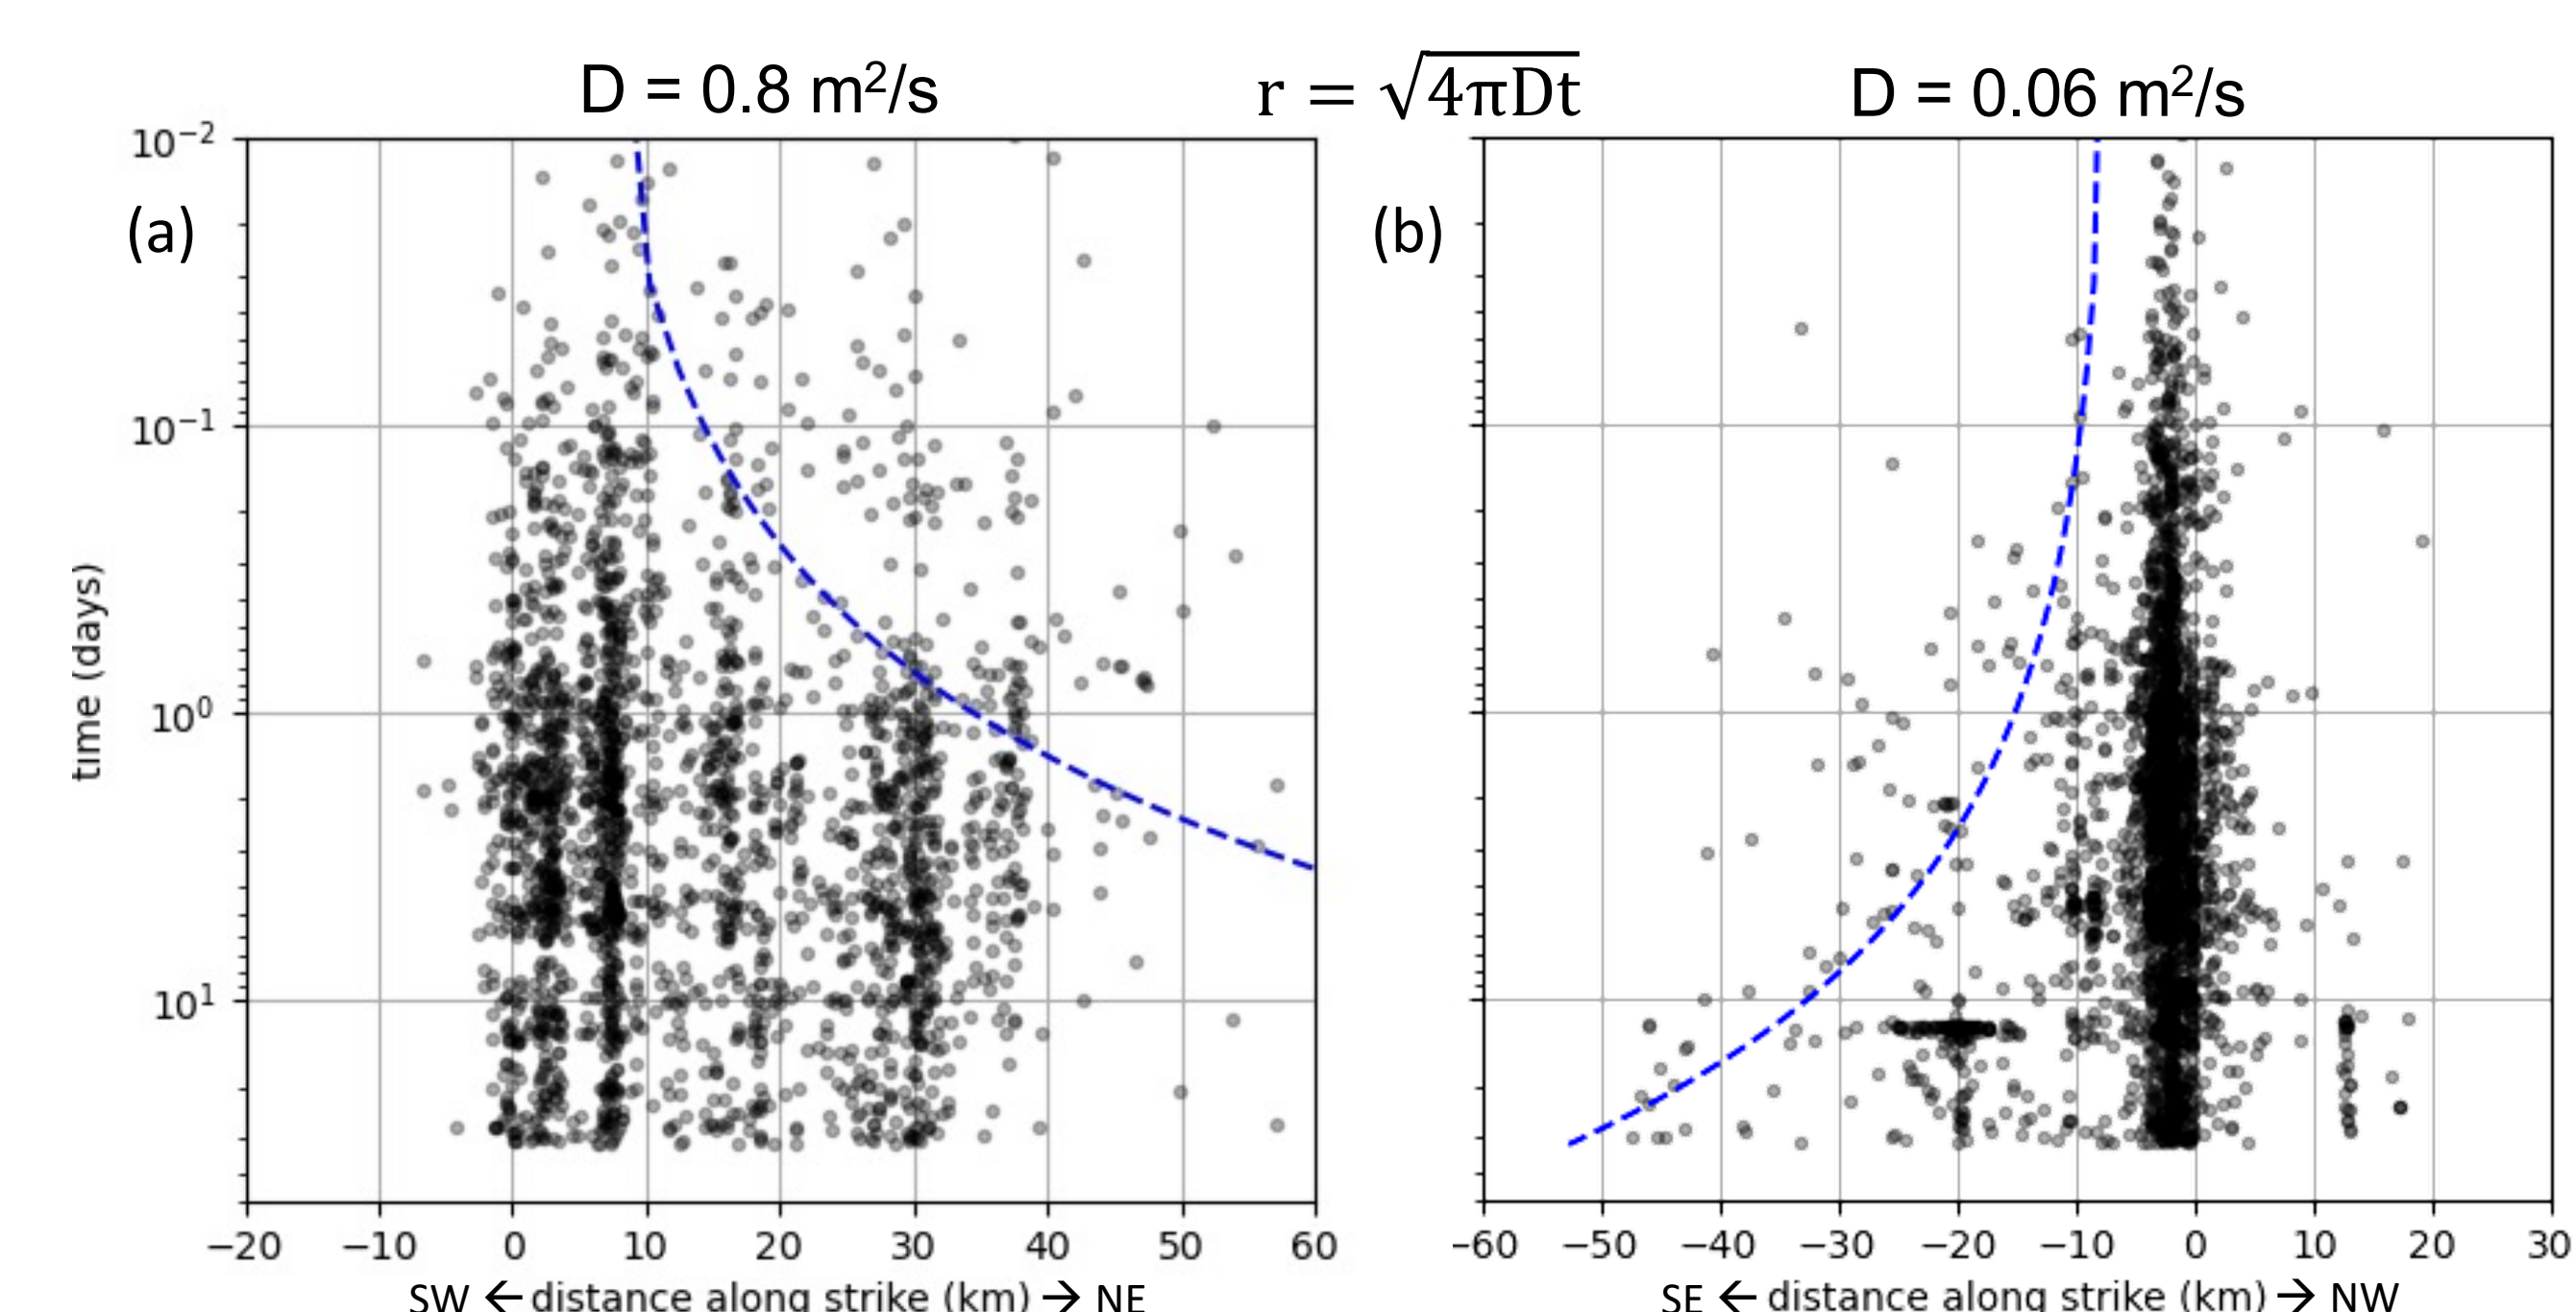 D = 0.8 m²/s
r = √4πDt
D = 0.06 m²/s
(a)
(b)
10⁻²
10⁻¹
10⁰
10¹
time (days)
−20 −10 0 10 20 30 40 50 60
−60 −50 −40 −30 −20 −10 0 10 20 30
SW ← distance along strike (km) → NE
SE ← distance along strike (km) → NW